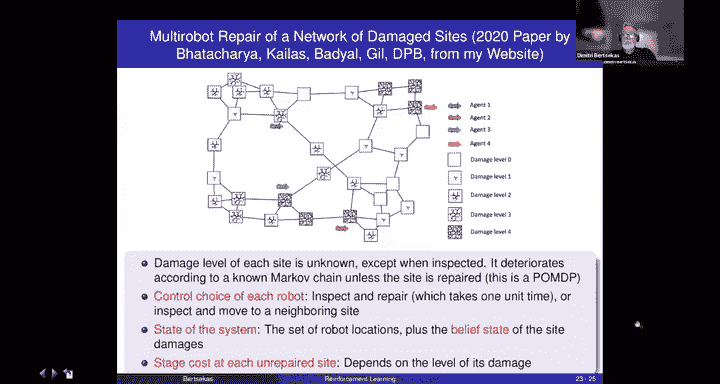 Multirobot Repair of a Network of Damaged Sites (2020 Paper by
Bhatacharya, Kailas, Badyal, Gil, DPB, from my Website)
Dimitri Bertsekas
Dimitri Bertsekas
Agent 1
Agent 2
Agent 3
Agent 4
Damage level 0
Damage level 1
Damage level 2
Damage level 3
Damage level 4
Damage level of each site is unknown, except when inspected. It deteriorates
according to a known Markov chain unless the site is repaired (this is a POMDP)
Control choice of each robot: Inspect and repair (which takes one unit time), or
inspect and move to a neighboring site
State of the system: The set of robot locations, plus the belief state of the site
damages
Stage cost at each unrepaired site: Depends on the level of its damage
Bertsekas Reinforcement Learning 23 / 25